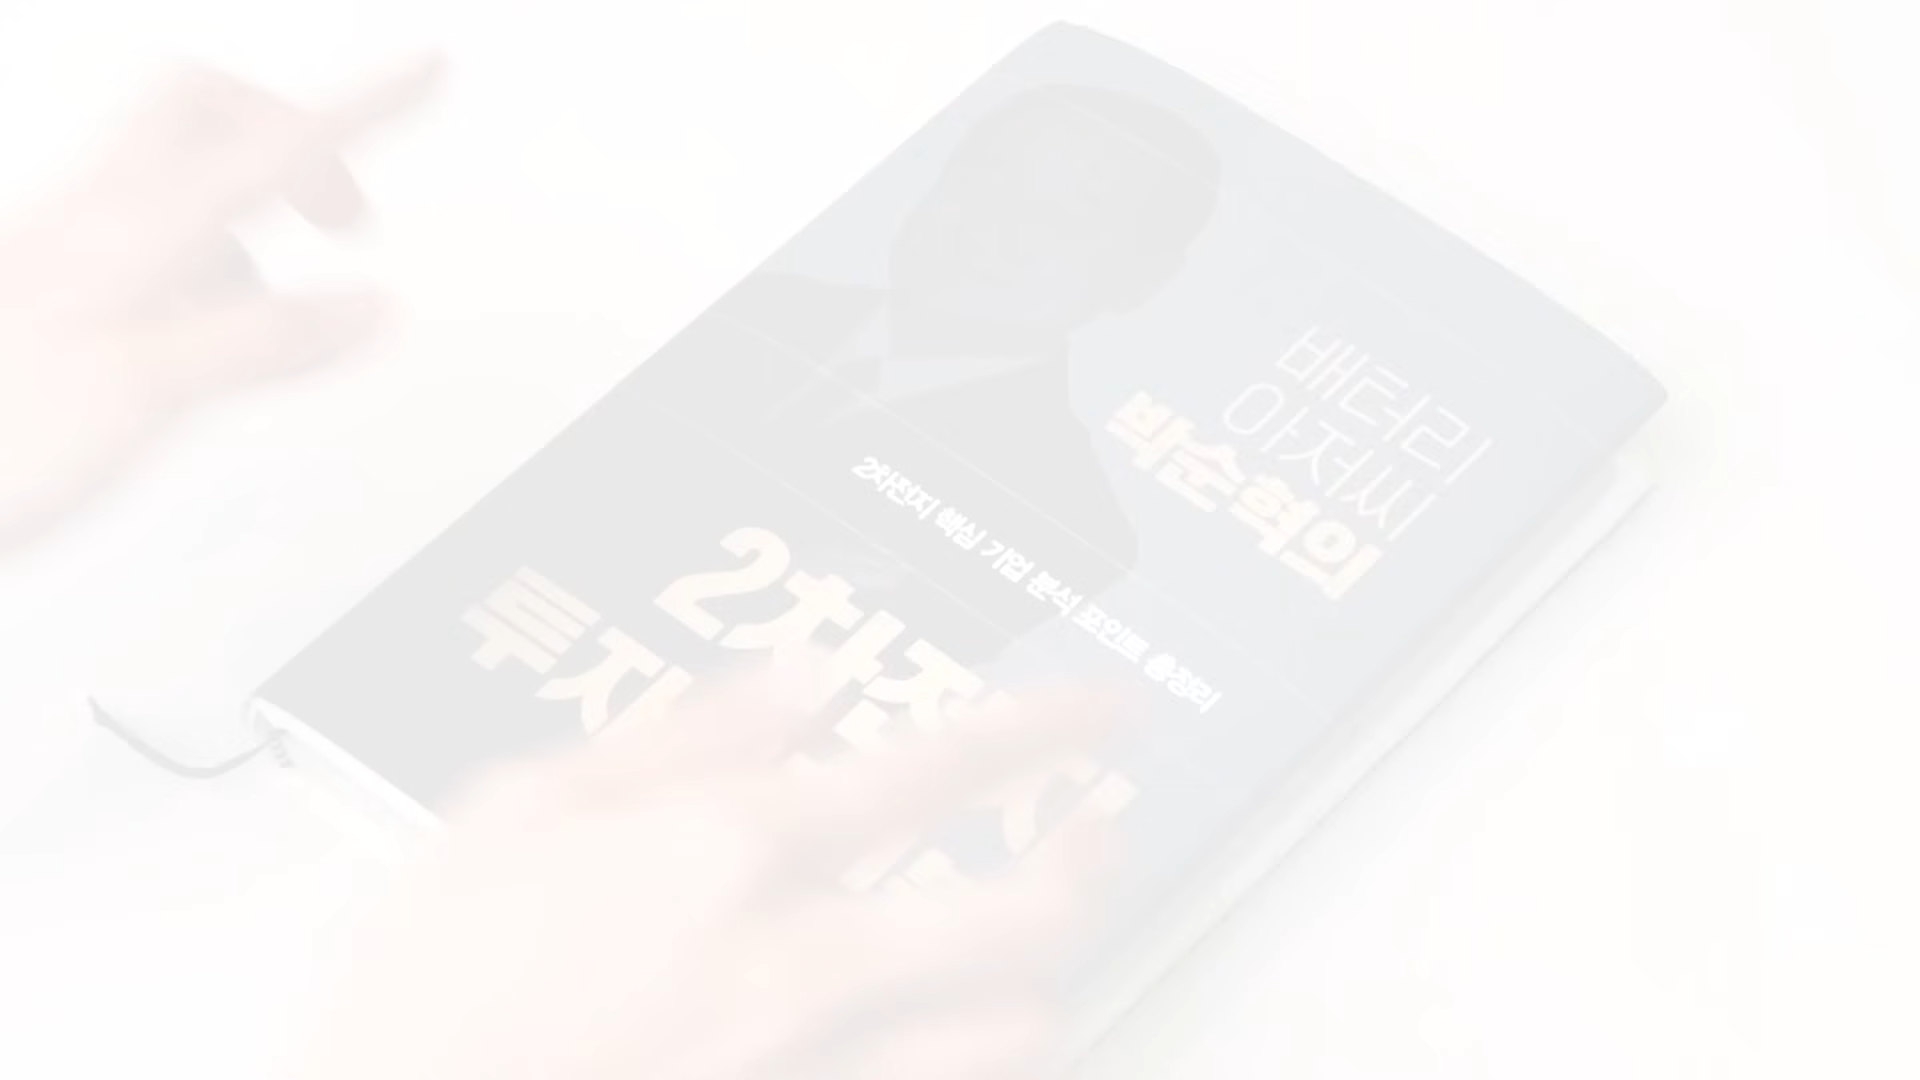 배터리
아저씨
박순혁의
2차전지 핵심 기업 분석 포인트 총정리
2차전지
투자